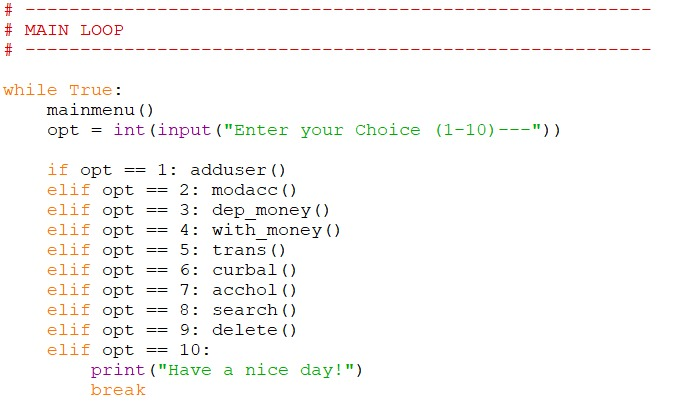 # ---------------------------------------------------------
# MAIN LOOP
# ---------------------------------------------------------
while True:
    mainmenu()
    opt = int(input("Enter your Choice (1-10)---"))
    if opt == 1: adduser()
    elif opt == 2: modacc()
    elif opt == 3: dep_money()
    elif opt == 4: with_money()
    elif opt == 5: trans()
    elif opt == 6: curbal()
    elif opt == 7: acchol()
    elif opt == 8: search()
    elif opt == 9: delete()
    elif opt == 10:
        print("Have a nice day!")
        break